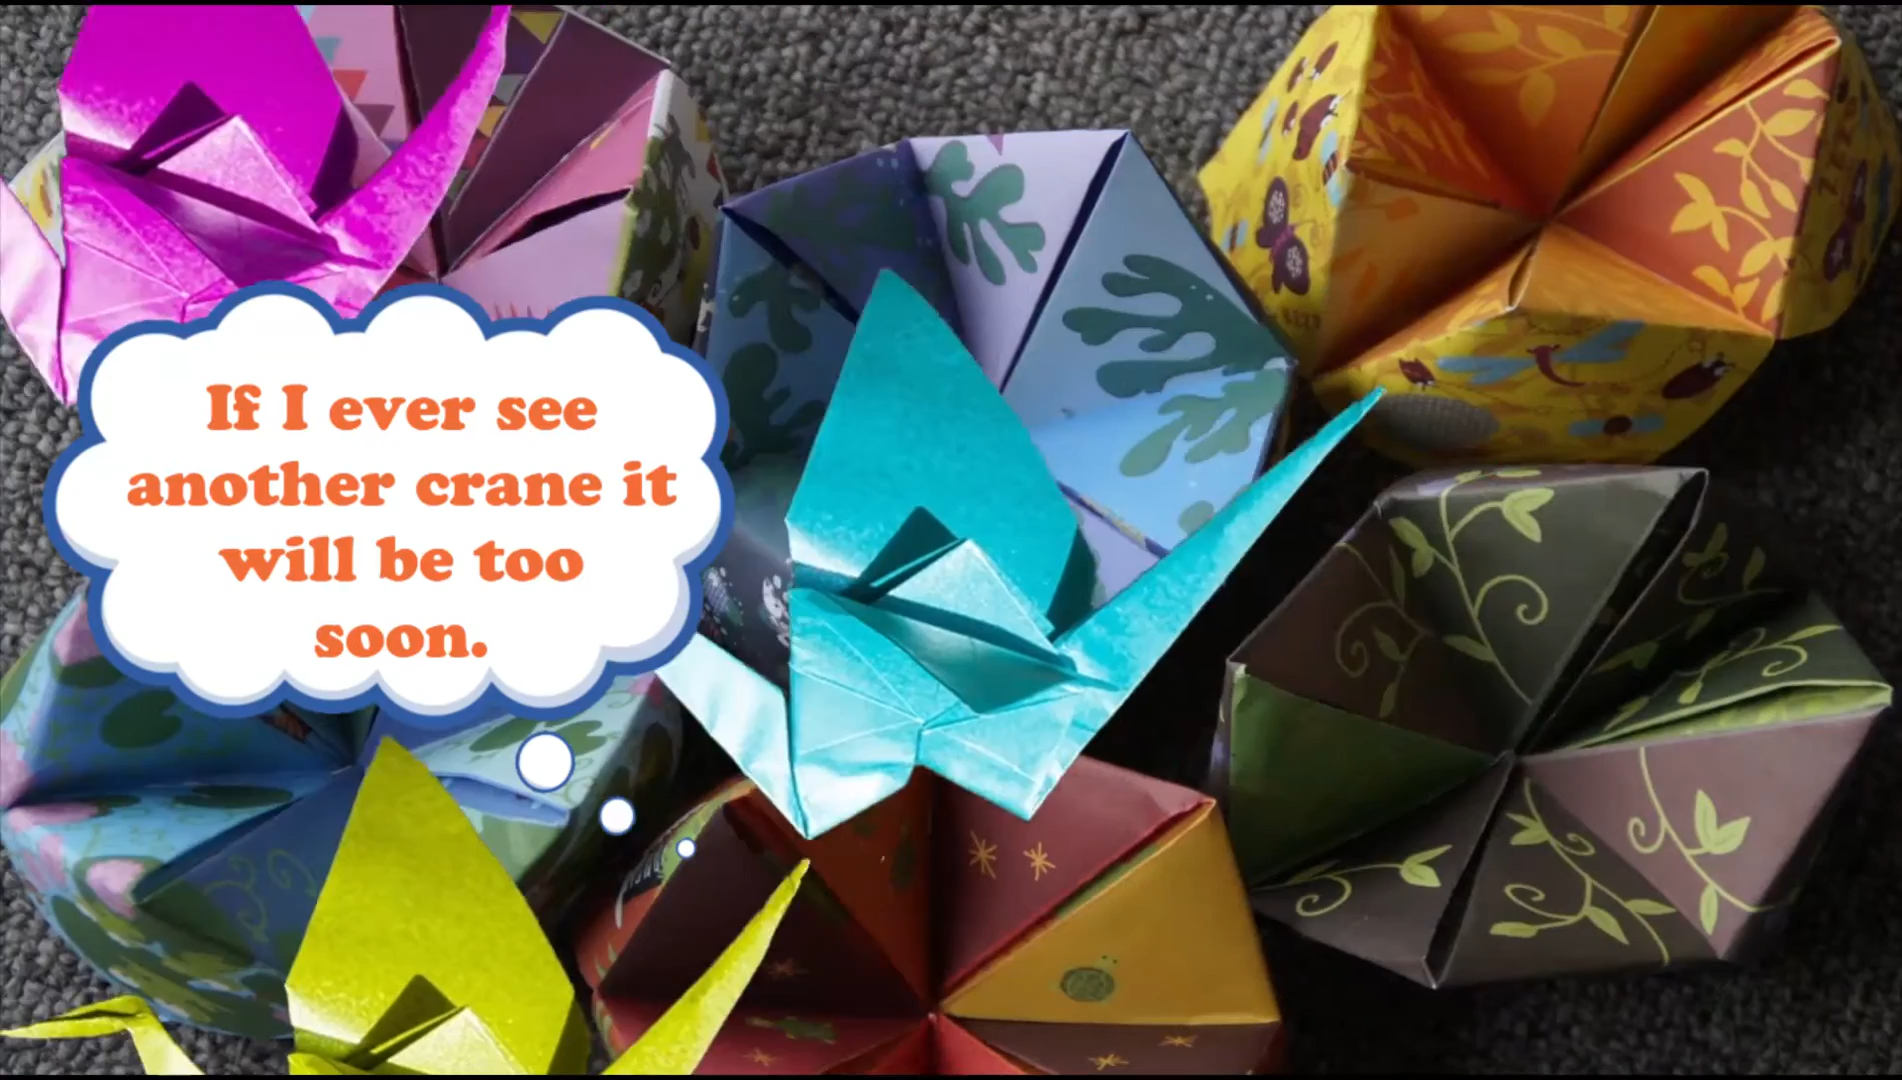 If I ever see
another crane it
will be too
soon.